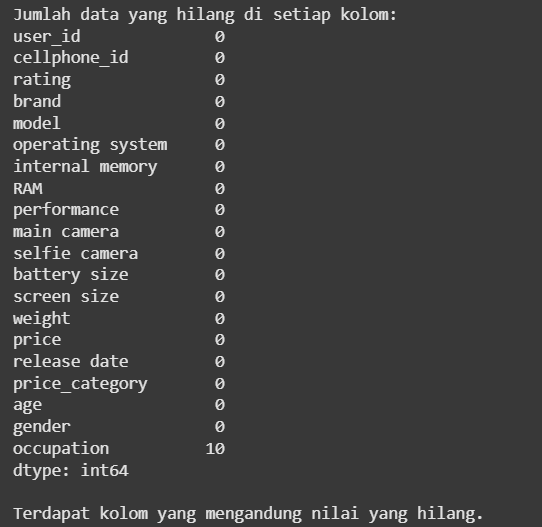 Jumlah data yang hilang di setiap kolom:
user_id 0
cellphone_id 0
rating 0
brand 0
model 0
operating system 0
internal memory 0
RAM 0
performance 0
main camera 0
selfie camera 0
battery size 0
screen size 0
weight 0
price 0
release date 0
price_category 0
age 0
gender 0
occupation 10
dtype: int64
Terdapat kolom yang mengandung nilai yang hilang.